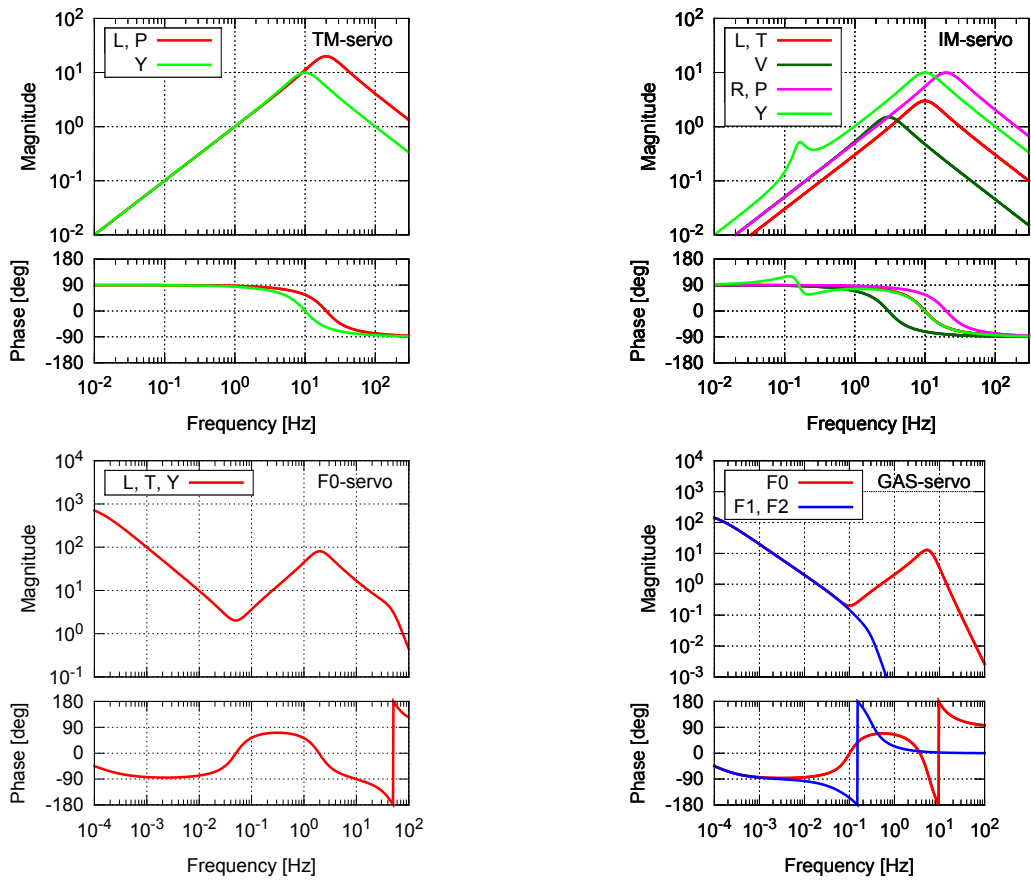 TM-servo
L, P
Y
Magnitude
10^2
10^1
10^0
10^-1
10^-2
Phase [deg]
180
90
0
-90
-180
10^-2 10^-1 10^0 10^1 10^2
Frequency [Hz]
IM-servo
L, T
V
R, P
Y
Magnitude
10^2
10^1
10^0
10^-1
10^-2
Phase [deg]
180
90
0
-90
-180
10^-2 10^-1 10^0 10^1 10^2
Frequency [Hz]
F0-servo
L, T, Y
Magnitude
10^4
10^3
10^2
10^1
10^0
10^-1
Phase [deg]
180
90
0
-90
-180
10^-4 10^-3 10^-2 10^-1 10^0 10^1 10^2
Frequency [Hz]
GAS-servo
F0
F1, F2
Magnitude
10^4
10^3
10^2
10^1
10^0
10^-1
10^-2
10^-3
Phase [deg]
180
90
0
-90
-180
10^-4 10^-3 10^-2 10^-1 10^0 10^1 10^2
Frequency [Hz]